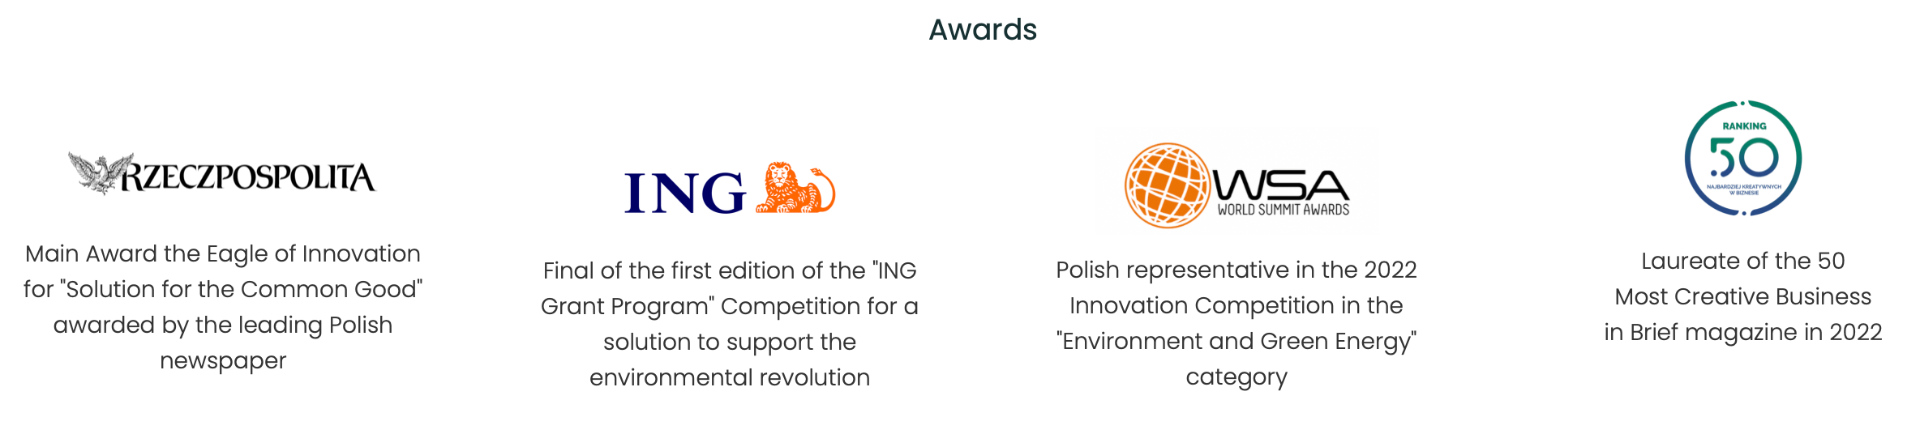 Awards
RZECZPOSPOLITA
Main Award the Eagle of Innovation
for "Solution for the Common Good"
awarded by the leading Polish
newspaper
ING
Final of the first edition of the "ING
Grant Program" Competition for a
solution to support the
environmental revolution
WSA
WORLD SUMMIT AWARDS
Polish representative in the 2022
Innovation Competition in the
"Environment and Green Energy"
category
RANKING
50
NAJBARDZIEJ KREATYWNYCH
W BIZNESIE
Laureate of the 50
Most Creative Business
in Brief magazine in 2022